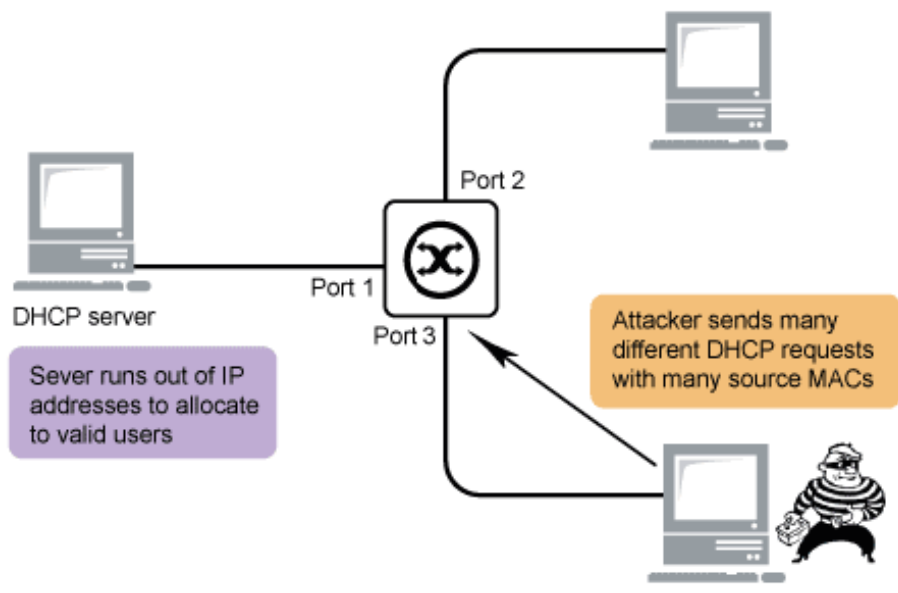 Port 2
Port 1
DHCP server
Port 3
Sever runs out of IP
addresses to allocate
to valid users
Attacker sends many
different DHCP requests
with many source MACs